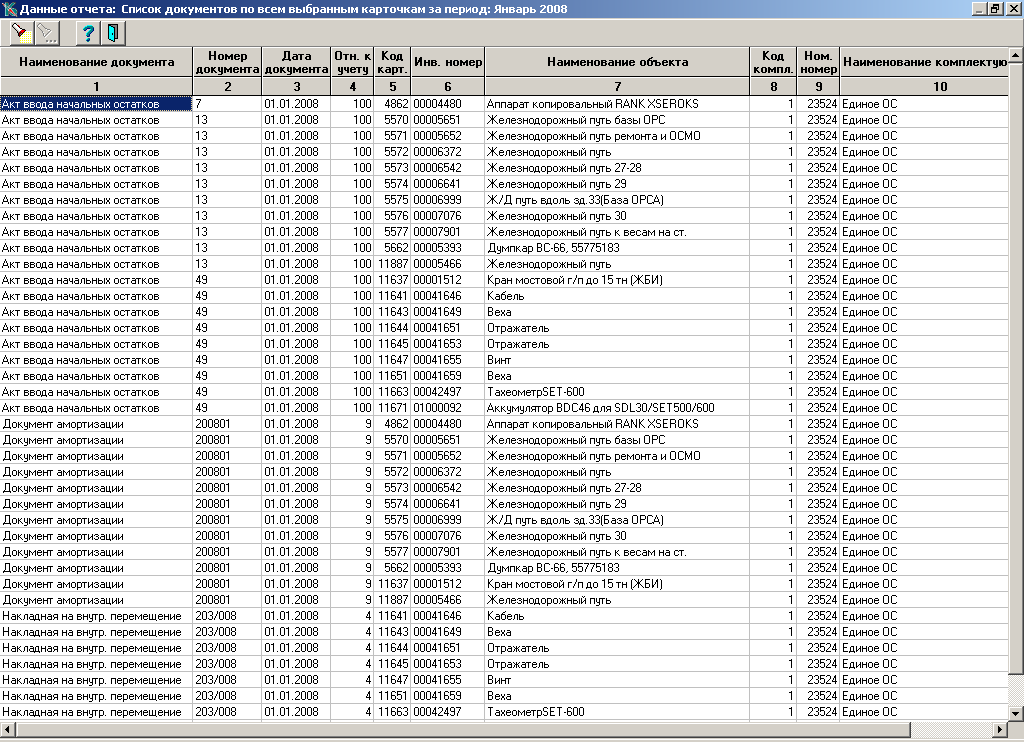 Данные отчета: Список документов по всем выбранным карточкам за период: Январь 2008
Наименование документа Номер документа Дата документа Отн. к учету Код карт. Инв. номер Наименование объекта Код компл. Ном. номер Наименование комплектую
1 2 3 4 5 6 7 8 9 10
Акт ввода начальных остатков 7 01.01.2008 100 4862 00004480 Аппарат копировальный RANK XSEROKS 1 23524 Единое ОС
Акт ввода начальных остатков 13 01.01.2008 100 5570 00005651 Железнодорожный путь базы ОРС 1 23524 Единое ОС
Акт ввода начальных остатков 13 01.01.2008 100 5571 00005652 Железнодорожный путь ремонта и ОСМО 1 23524 Единое ОС
Акт ввода начальных остатков 13 01.01.2008 100 5572 00006372 Железнодорожный путь 1 23524 Единое ОС
Акт ввода начальных остатков 13 01.01.2008 100 5573 00006542 Железнодорожный путь 27-28 1 23524 Единое ОС
Акт ввода начальных остатков 13 01.01.2008 100 5574 00006641 Железнодорожный путь 29 1 23524 Единое ОС
Акт ввода начальных остатков 13 01.01.2008 100 5575 00006999 Ж/Д путь вдоль зд.33(База ОРСА) 1 23524 Единое ОС
Акт ввода начальных остатков 13 01.01.2008 100 5576 00007076 Железнодорожный путь 30 1 23524 Единое ОС
Акт ввода начальных остатков 13 01.01.2008 100 5577 00007901 Железнодорожный путь к весам на ст. 1 23524 Единое ОС
Акт ввода начальных остатков 13 01.01.2008 100 5662 00005393 Думпкар ВС-66, 55775183 1 23524 Единое ОС
Акт ввода начальных остатков 13 01.01.2008 100 11887 00005466 Железнодорожный путь 1 23524 Единое ОС
Акт ввода начальных остатков 49 01.01.2008 100 11637 00001512 Кран мостовой г/п до 15 тн (ЖБИ) 1 23524 Единое ОС
Акт ввода начальных остатков 49 01.01.2008 100 11641 00041646 Кабель 1 23524 Единое ОС
Акт ввода начальных остатков 49 01.01.2008 100 11643 00041649 Веха 1 23524 Единое ОС
Акт ввода начальных остатков 49 01.01.2008 100 11644 00041651 Отражатель 1 23524 Единое ОС
Акт ввода начальных остатков 49 01.01.2008 100 11645 00041653 Отражатель 1 23524 Единое ОС
Акт ввода начальных остатков 49 01.01.2008 100 11647 00041655 Винт 1 23524 Единое ОС
Акт ввода начальных остатков 49 01.01.2008 100 11651 00041659 Веха 1 23524 Единое ОС
Акт ввода начальных остатков 49 01.01.2008 100 11663 00042497 ТахеометрSET-600 1 23524 Единое ОС
Акт ввода начальных остатков 49 01.01.2008 100 11671 01000092 Аккумулятор BDC46 для SDL30/SET500/600 1 23524 Единое ОС
Документ амортизации 200801 01.01.2008 9 4862 00004480 Аппарат копировальный RANK XSEROKS 1 23524 Единое ОС
Документ амортизации 200801 01.01.2008 9 5570 00005651 Железнодорожный путь базы ОРС 1 23524 Единое ОС
Документ амортизации 200801 01.01.2008 9 5571 00005652 Железнодорожный путь ремонта и ОСМО 1 23524 Единое ОС
Документ амортизации 200801 01.01.2008 9 5572 00006372 Железнодорожный путь 1 23524 Единое ОС
Документ амортизации 200801 01.01.2008 9 5573 00006542 Железнодорожный путь 27-28 1 23524 Единое ОС
Документ амортизации 200801 01.01.2008 9 5574 00006641 Железнодорожный путь 29 1 23524 Единое ОС
Документ амортизации 200801 01.01.2008 9 5575 00006999 Ж/Д путь вдоль зд.33(База ОРСА) 1 23524 Единое ОС
Документ амортизации 200801 01.01.2008 9 5576 00007076 Железнодорожный путь 30 1 23524 Единое ОС
Документ амортизации 200801 01.01.2008 9 5577 00007901 Железнодорожный путь к весам на ст. 1 23524 Единое ОС
Документ амортизации 200801 01.01.2008 9 5662 00005393 Думпкар ВС-66, 55775183 1 23524 Единое ОС
Документ амортизации 200801 01.01.2008 9 11637 00001512 Кран мостовой г/п до 15 тн (ЖБИ) 1 23524 Единое ОС
Документ амортизации 200801 01.01.2008 9 11887 00005466 Железнодорожный путь 1 23524 Единое ОС
Накладная на внутр. перемещение 203/008 01.01.2008 4 11641 00041646 Кабель 1 23524 Единое ОС
Накладная на внутр. перемещение 203/008 01.01.2008 4 11643 00041649 Веха 1 23524 Единое ОС
Накладная на внутр. перемещение 203/008 01.01.2008 4 11644 00041651 Отражатель 1 23524 Единое ОС
Накладная на внутр. перемещение 203/008 01.01.2008 4 11645 00041653 Отражатель 1 23524 Единое ОС
Накладная на внутр. перемещение 203/008 01.01.2008 4 11647 00041655 Винт 1 23524 Единое ОС
Накладная на внутр. перемещение 203/008 01.01.2008 4 11651 00041659 Веха 1 23524 Единое ОС
Накладная на внутр. перемещение 203/008 01.01.2008 4 11663 00042497 ТахеометрSET-600 1 23524 Единое ОС